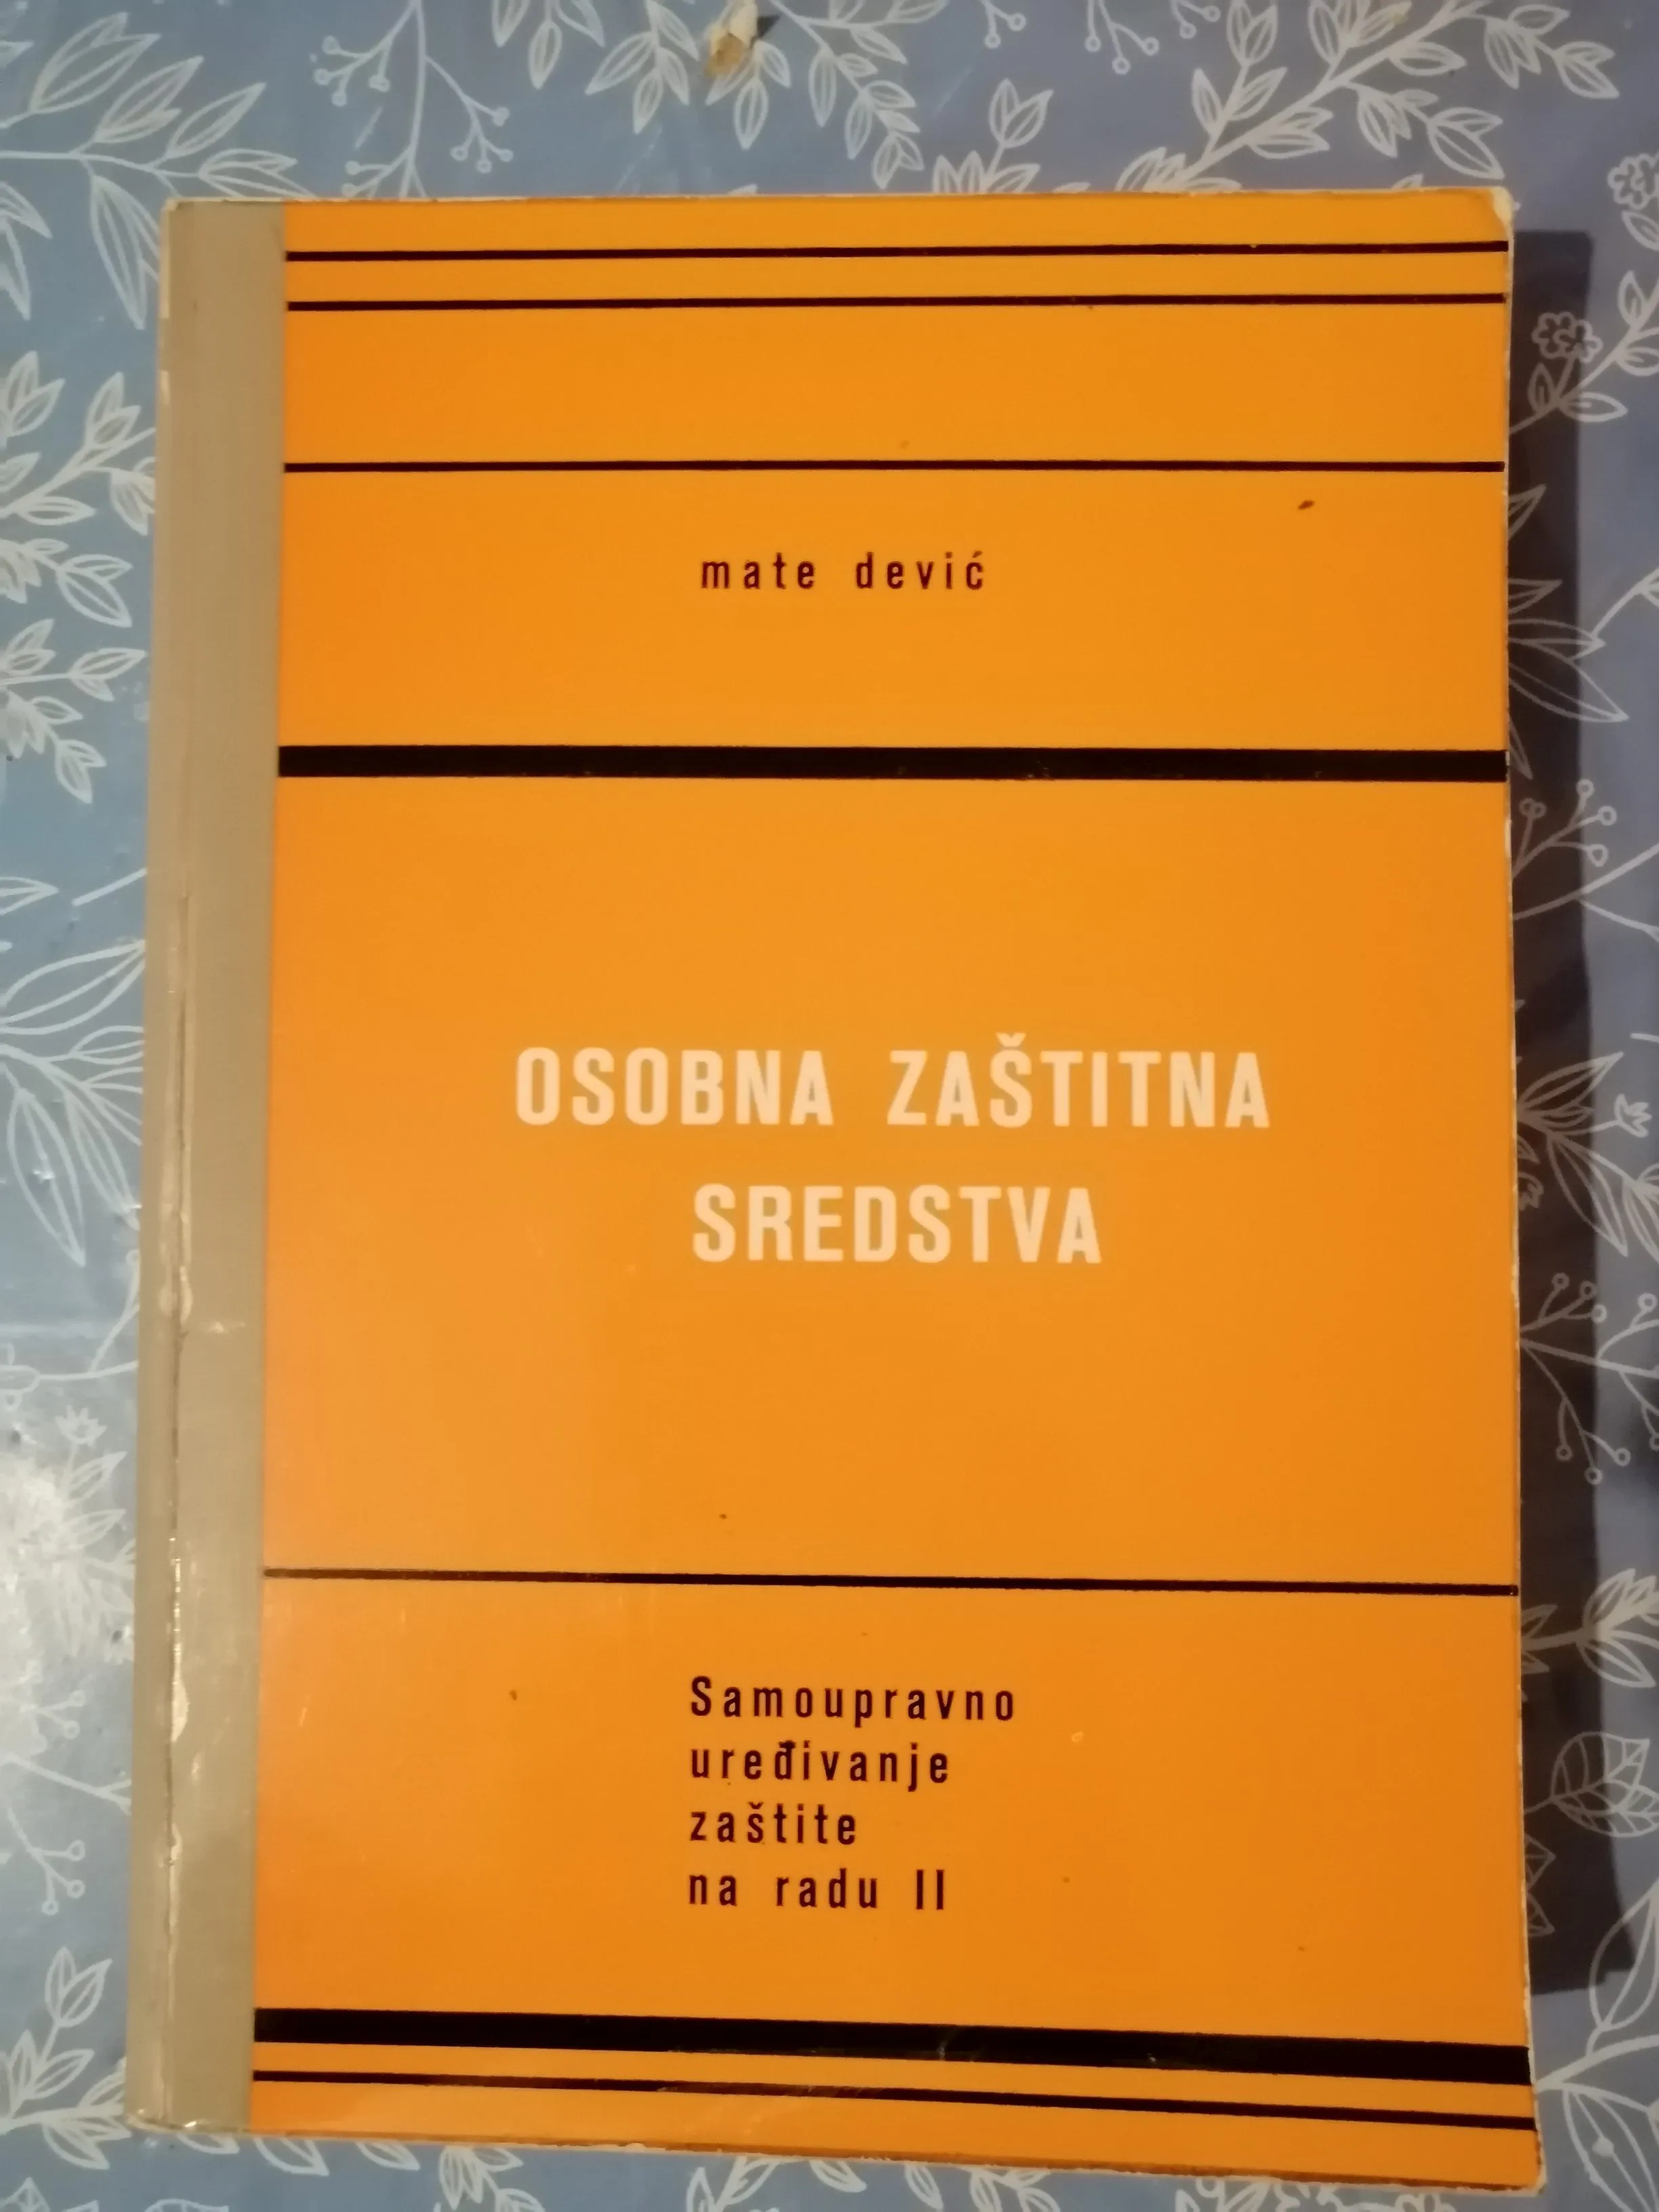 mate dević
OSOBNA ZAŠTITNA
SREDSTVA
Samoupravno
uređivanje
zaštite
na radu II